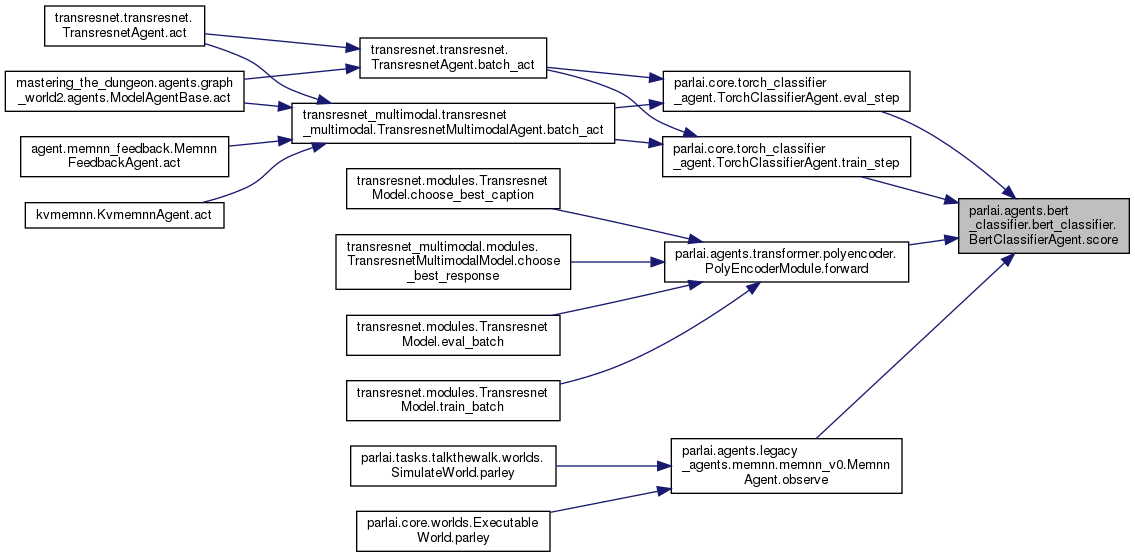 transresnet.transresnet.
TransresnetAgent.act
mastering_the_dungeon.agents.graph
_world2.agents.ModelAgentBase.act
agent.memnn_feedback.Memnn
FeedbackAgent.act
kvmemnn.KvmemnnAgent.act
transresnet.transresnet.
TransresnetAgent.batch_act
transresnet_multimodal.transresnet
_multimodal.TransresnetMultimodalAgent.batch_act
transresnet.modules.Transresnet
Model.choose_best_caption
transresnet_multimodal.modules.
TransresnetMultimodalModel.choose
_best_response
transresnet.modules.Transresnet
Model.eval_batch
transresnet.modules.Transresnet
Model.train_batch
parlai.tasks.talkthewalk.worlds.
SimulateWorld.parley
parlai.core.worlds.Executable
World.parley
parlai.core.torch_classifier
_agent.TorchClassifierAgent.eval_step
parlai.core.torch_classifier
_agent.TorchClassifierAgent.train_step
parlai.agents.transformer.polyencoder.
PolyEncoderModule.forward
parlai.agents.legacy
_agents.memnn.memnn_v0.Memnn
Agent.observe
parlai.agents.bert
_classifier.bert_classifier.
BertClassifierAgent.score